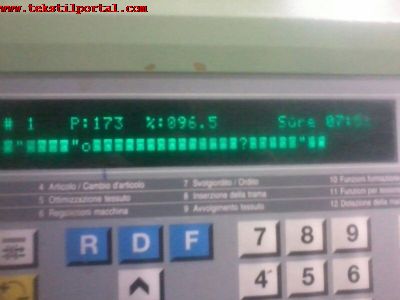 www.tekstilportal.com
# 1 P:173 %:096.5 Süre 07:5
4 Articolo / Cambio d'articolo 7 Svolgiordito / Ordito 10 Funzioni formazione
5 Ottimizzazione tessuto 8 Inserzione della trama 11 Funzioni per tessim
6 Regolazioni macchina 9 Avvolgimento tessuto 12 Dotazione della mac
R D F 7 8 9
4 5 6